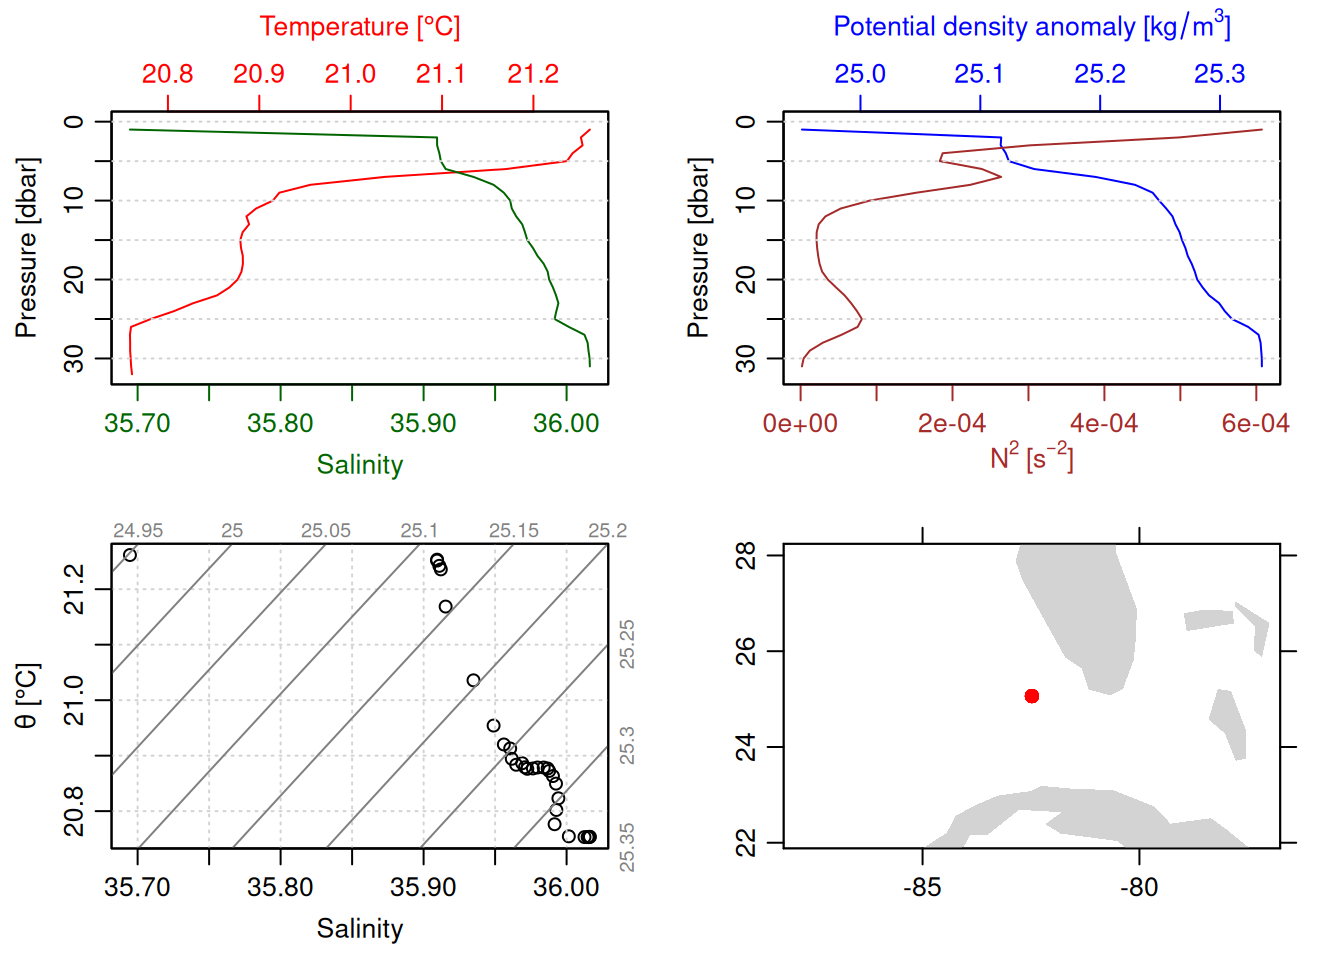 Temperature [°C]
20.8 20.9 21.0 21.1 21.2
0
10
20
30
Pressure [dbar]
35.70 35.80 35.90 36.00
Salinity
Potential density anomaly [kg/m³]
25.0 25.1 25.2 25.3
0
10
20
30
Pressure [dbar]
0e+00 2e-04 4e-04 6e-04
N² [s⁻²]
24.95 25 25.05 25.1 25.15 25.2
25.25
25.3
25.35
21.2
21.0
20.8
θ [°C]
35.70 35.80 35.90 36.00
Salinity
28
26
24
22
-85 -80